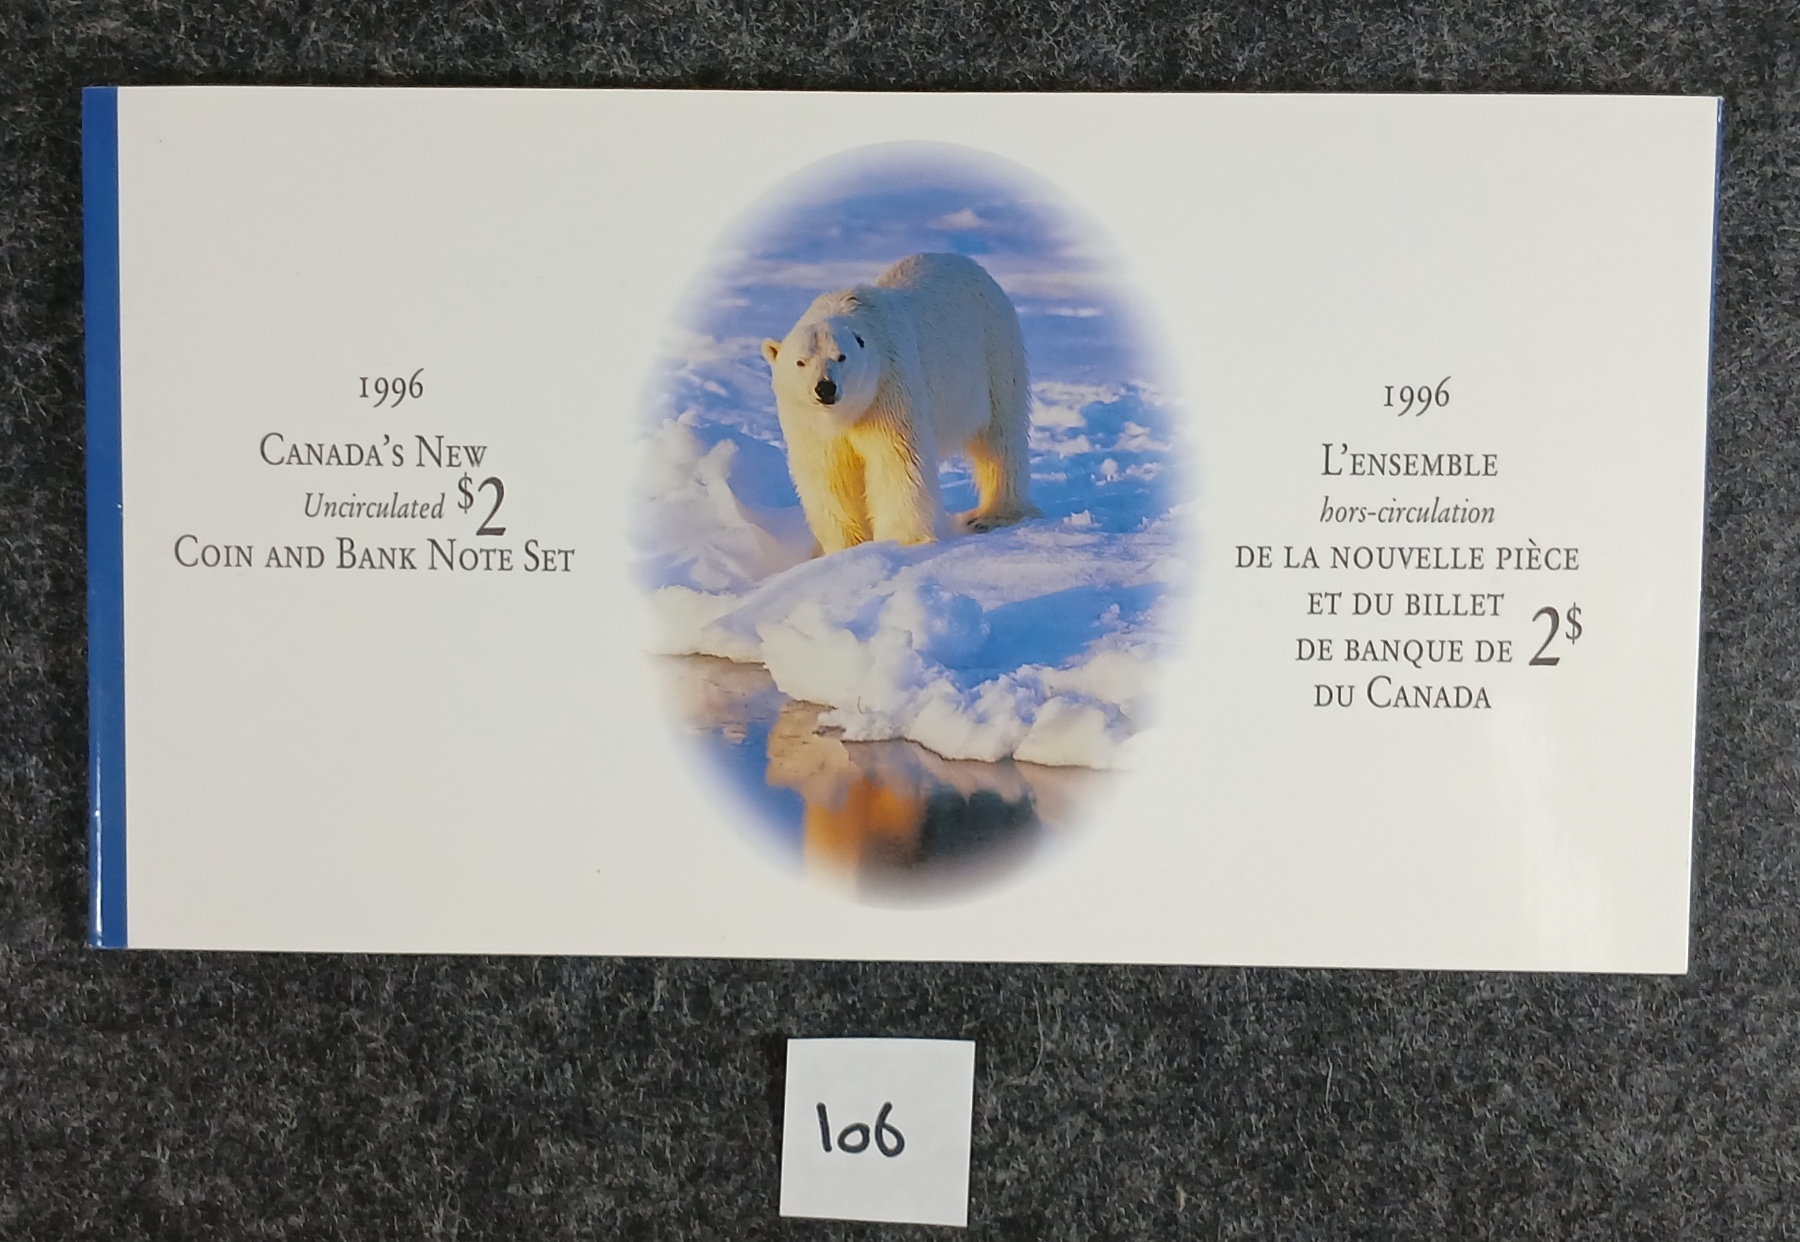 1996
Canada's New
Uncirculated $2
Coin and Bank Note Set
1996
L'ensemble
hors-circulation
de la nouvelle pièce
et du billet
de banque de 2$
du Canada
106